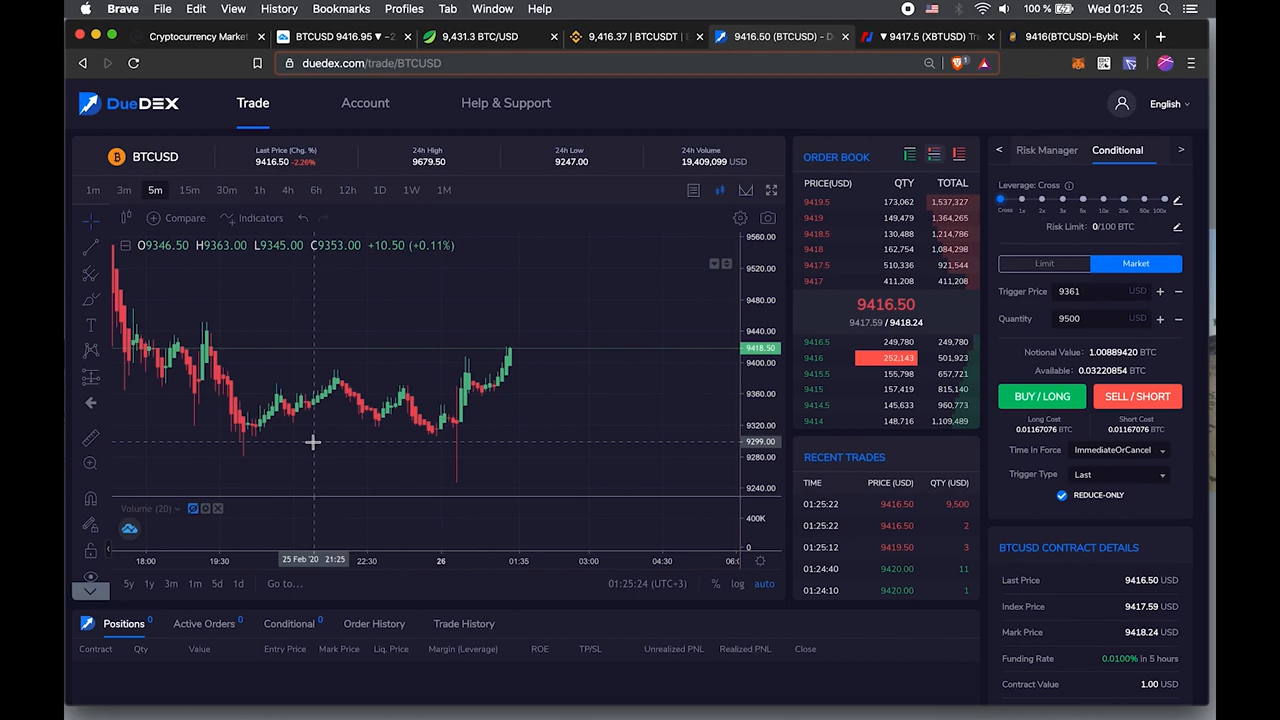 Brave File Edit View History Bookmarks Profiles Tab Window Help 100 % Wed 01:25
Cryptocurrency Market × BTCUSD 9416.95 ▼ −2 × 9,431.3 BTC/USD × 9,416.37 | BTCUSDT | × 9416.50 (BTCUSD) - D × ▼ 9417.5 (XBTUSD) Tra × 9416(BTCUSD)-Bybit × +
duedex.com/trade/BTCUSD
DueDEX Trade Account Help & Support English
BTCUSD
Last Price (Chg. %) 24h High 24h Low 24h Volume
9416.50 -2.26% 9679.50 9247.00 19,409,099 USD
1m 3m 5m 15m 30m 1h 4h 6h 12h 1D 1W 1M
Compare Indicators
O9346.50 H9363.00 L9345.00 C9353.00 +10.50 (+0.11%)
9560.00
9520.00
9480.00
9440.00
9418.50
9400.00
9360.00
9320.00
9299.00
9280.00
9240.00
Volume (20)
400K
0
18:00 19:30 25 Feb '20 21:25 22:30 26 01:35 03:00 04:30 06:0
5y 1y 3m 1m 5d 1d Go to... 01:25:24 (UTC+3) % log auto
ORDER BOOK
PRICE(USD) QTY TOTAL
9419.5 173,062 1,537,327
9419 149,479 1,364,265
9418.5 130,488 1,214,786
9418 162,754 1,084,298
9417.5 510,336 921,544
9417 411,208 411,208
9416.50
9417.59 / 9418.24
9416.5 249,780 249,780
9416 252,143 501,923
9415.5 155,798 657,721
9415 157,419 815,140
9414.5 145,633 960,773
9414 148,716 1,109,489
RECENT TRADES
TIME PRICE (USD) QTY (USD)
01:25:22 9416.50 9,500
01:25:22 9416.50 2
01:25:12 9419.50 3
01:24:40 9420.00 11
01:24:10 9420.00 1
< Risk Manager Conditional >
Leverage: Cross
Cross 1x 2x 3x 5x 10x 25x 50x 100x
Risk Limit: 0/100 BTC
Limit Market
Trigger Price 9361 USD + −
Quantity 9500 USD + −
Notional Value: 1.00889420 BTC
Available: 0.03220854 BTC
BUY / LONG SELL / SHORT
Long Cost Short Cost
0.01167076 BTC 0.01167076 BTC
Time In Force ImmediateOrCancel
Trigger Type Last
REDUCE-ONLY
BTCUSD CONTRACT DETAILS
Last Price 9416.50 USD
Index Price 9417.59 USD
Mark Price 9418.24 USD
Funding Rate 0.0100% in 5 hours
Contract Value 1.00 USD
Positions 0 Active Orders 0 Conditional 0 Order History Trade History
Contract Qty Value Entry Price Mark Price Liq. Price Margin (Leverage) ROE TP/SL Unrealized PNL Realized PNL Close